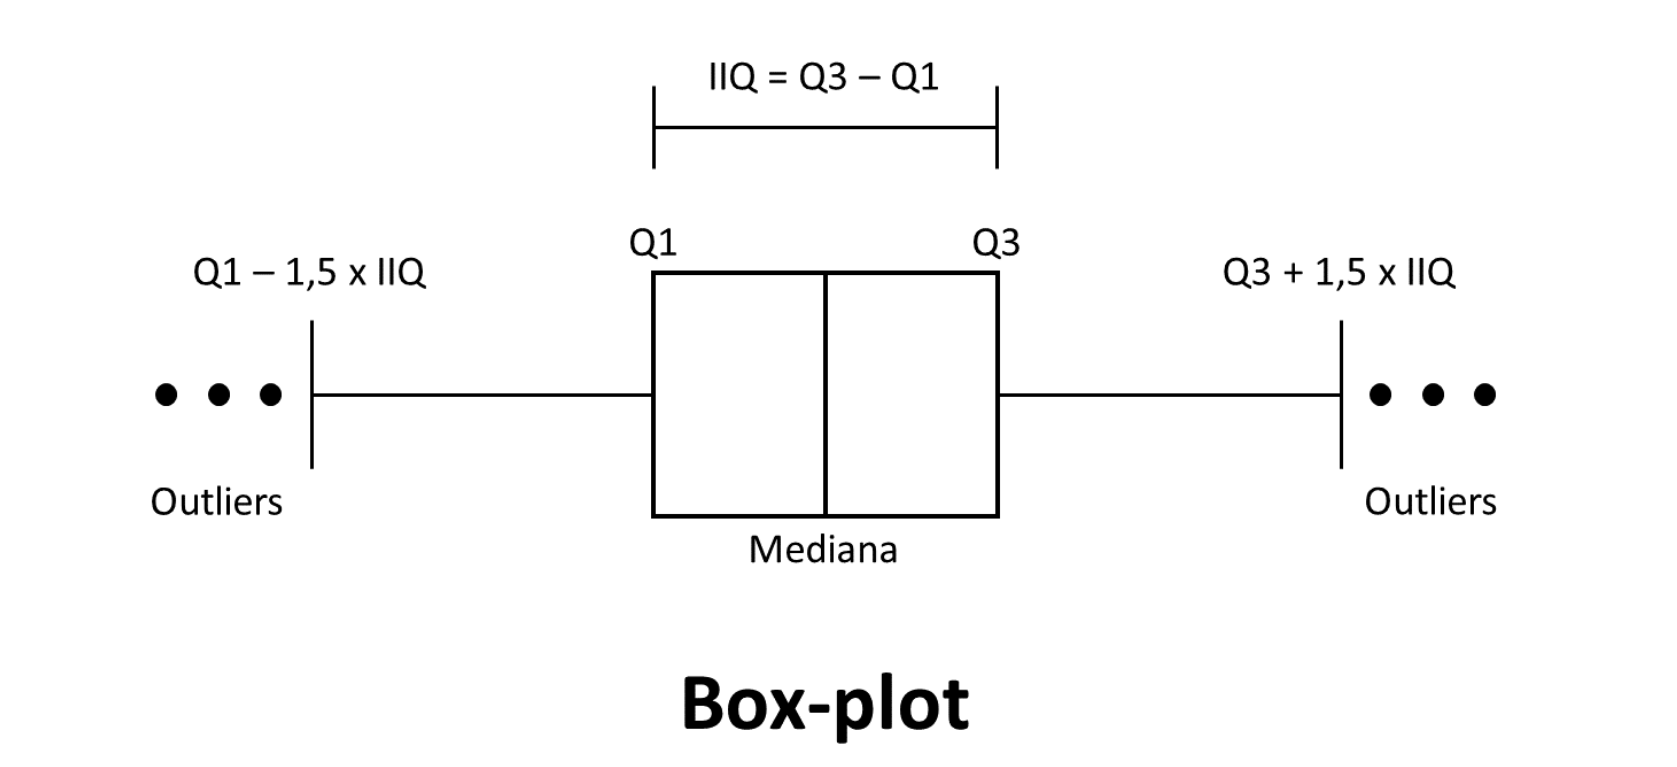 IIQ = Q3 – Q1
Q1
Q3
Q1 – 1,5 x IIQ
Q3 + 1,5 x IIQ
Outliers
Outliers
Mediana
Box-plot